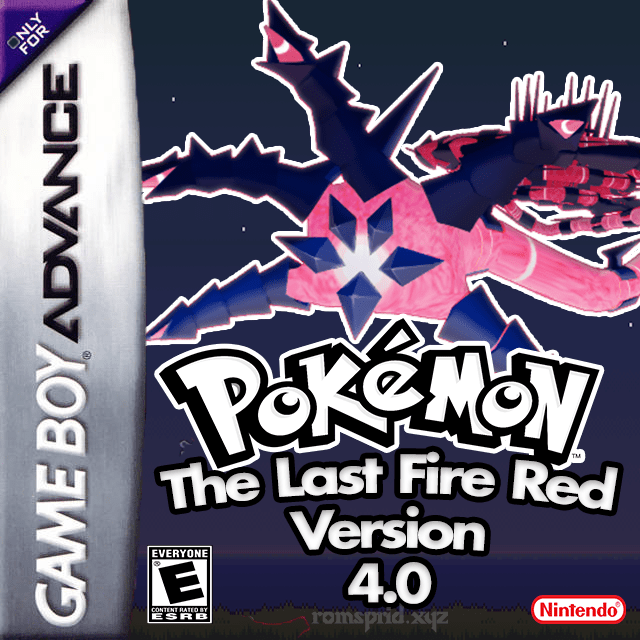 ONLY
FOR
GAME BOY ADVANCE
®
POKéMON
™
The Last Fire Red
Version
4.0
EVERYONE
E
®
CONTENT RATED BY
ESRB
romsprid.xyz
Nintendo
®